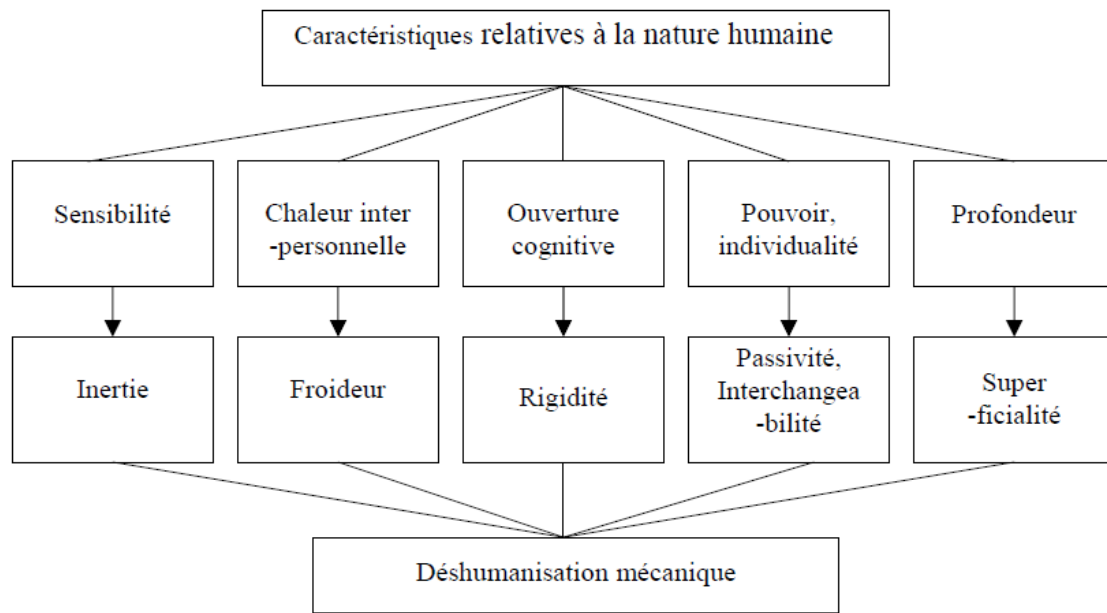 Caractéristiques relatives à la nature humaine
Sensibilité
Chaleur inter
-personnelle
Ouverture
cognitive
Pouvoir,
individualité
Profondeur
Inertie
Froideur
Rigidité
Passivité,
Interchangea
-bilité
Super
-ficialité
Déshumanisation mécanique